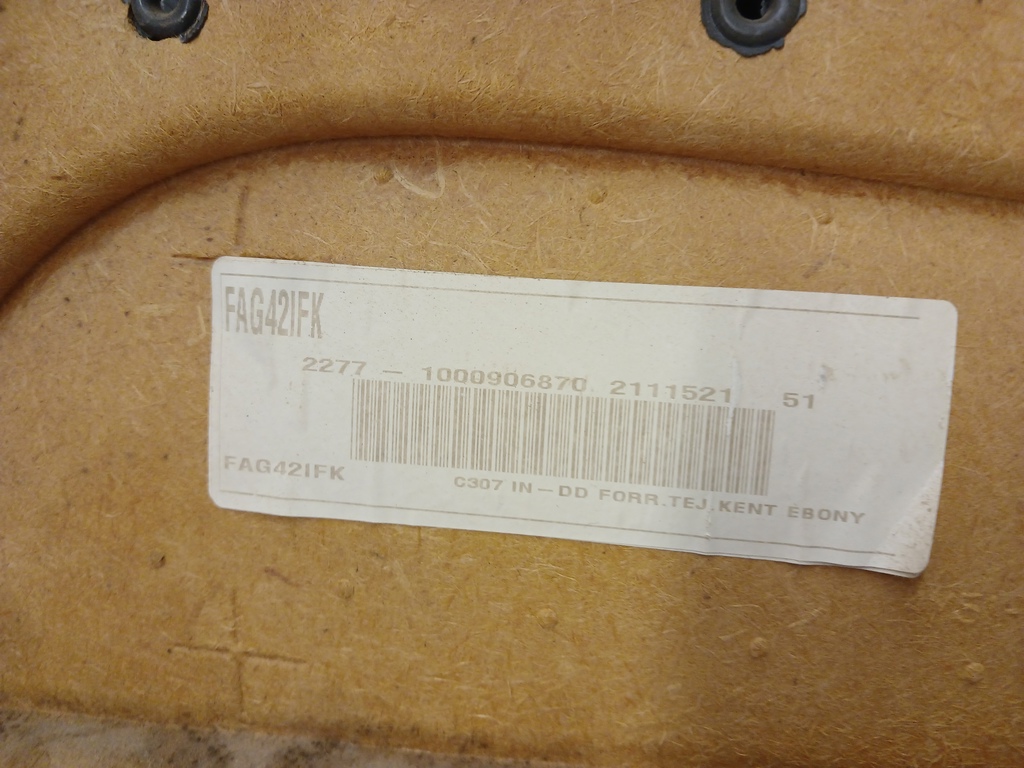 FAG42IFK
2277 - 1000906870 2111521 51
FAG42IFK
C307 IN-DD FORR.TEJ.KENT EBONY